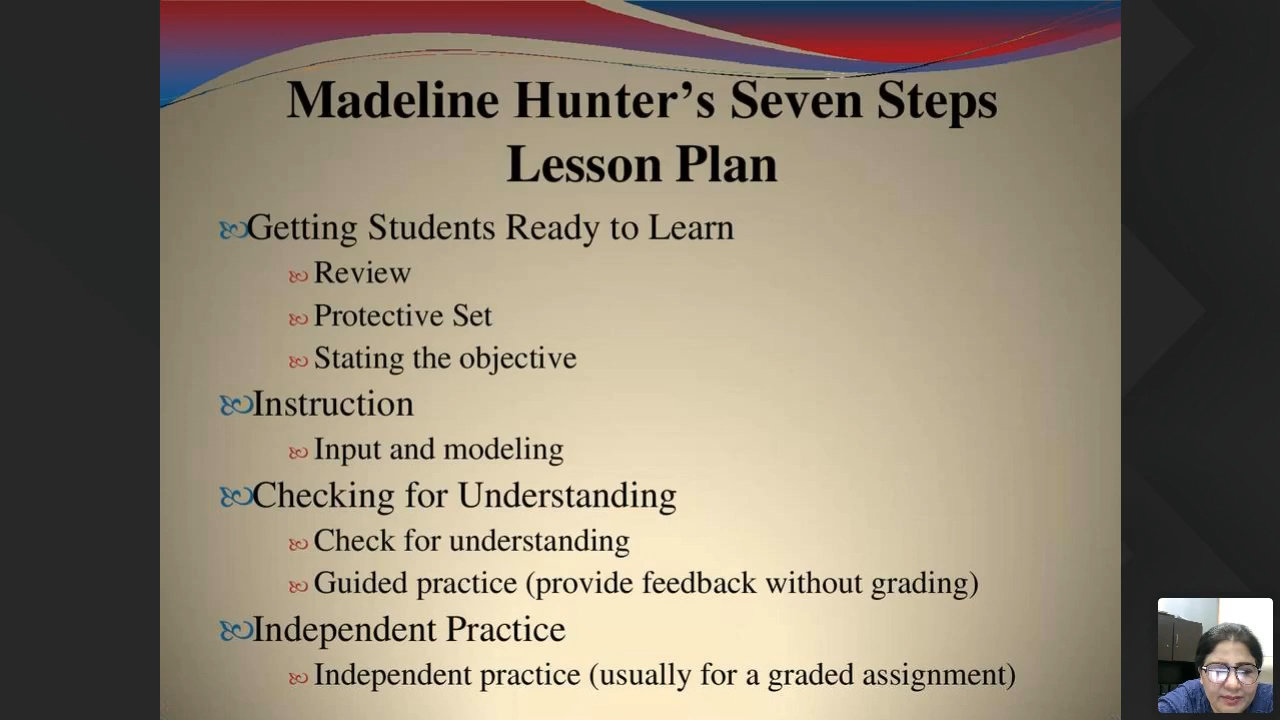 Madeline Hunter’s Seven Steps
Lesson Plan
Getting Students Ready to Learn
Review
Protective Set
Stating the objective
Instruction
Input and modeling
Checking for Understanding
Check for understanding
Guided practice (provide feedback without grading)
Independent Practice
Independent practice (usually for a graded assignment)